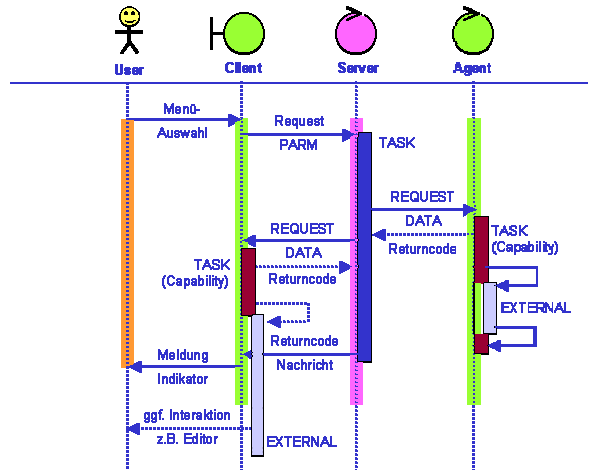 User
Client
Server
Agent
Menü-
Auswahl
Request
PARM
TASK
REQUEST
DATA
Returncode
TASK
(Capability)
REQUEST
DATA
Returncode
TASK
(Capability)
EXTERNAL
Returncode
Nachricht
Meldung
Indikator
ggf. Interaktion
z.B. Editor
EXTERNAL